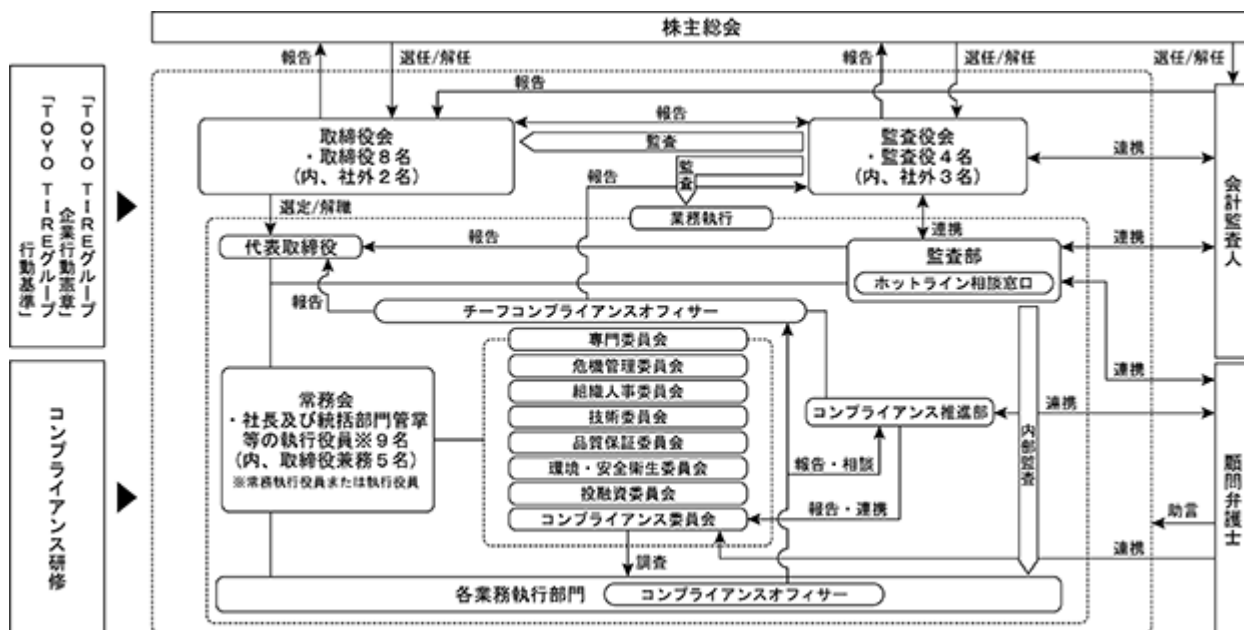 株主総会
報告
選任/解任
報告
選任/解任
選任/解任
「TOYO TIREグループ
企業行動憲章」
「TOYO TIREグループ
行動基準」
報告
取締役会
・取締役8名
(内、社外2名)
報告
監査
監査
監査役会
・監査役4名
(内、社外3名)
連携
会計監査人
報告
選定/解職
業務執行
連携
代表取締役
報告
監査部
ホットライン相談窓口
連携
報告
チーフコンプライアンスオフィサー
専門委員会
危機管理委員会
組織人事委員会
技術委員会
品質保証委員会
環境・安全衛生委員会
投融資委員会
コンプライアンス委員会
コンプライアンス研修
常務会
・社長及び統括部門管掌
等の執行役員※9名
(内、取締役兼務5名)
※常務執行役員または執行役員
連携
コンプライアンス推進部
連携
内部監査
報告・相談
報告・連携
顧問弁護士
助言
連携
調査
各業務執行部門
コンプライアンスオフィサー